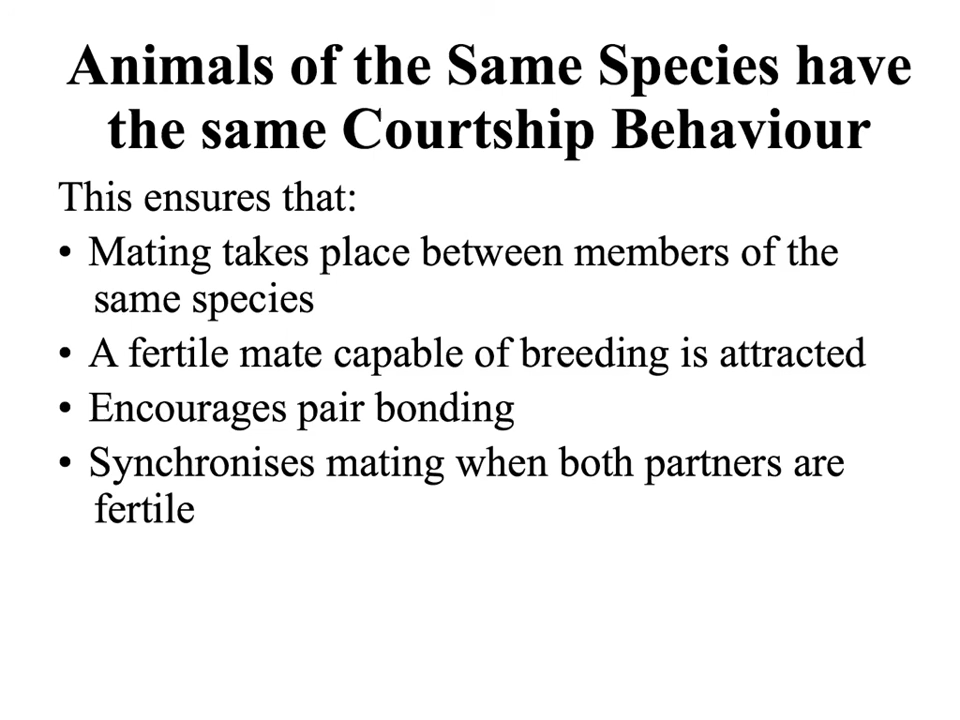 Animals of the Same Species have
the same Courtship Behaviour
This ensures that:
• Mating takes place between members of the
same species
• A fertile mate capable of breeding is attracted
• Encourages pair bonding
• Synchronises mating when both partners are
fertile